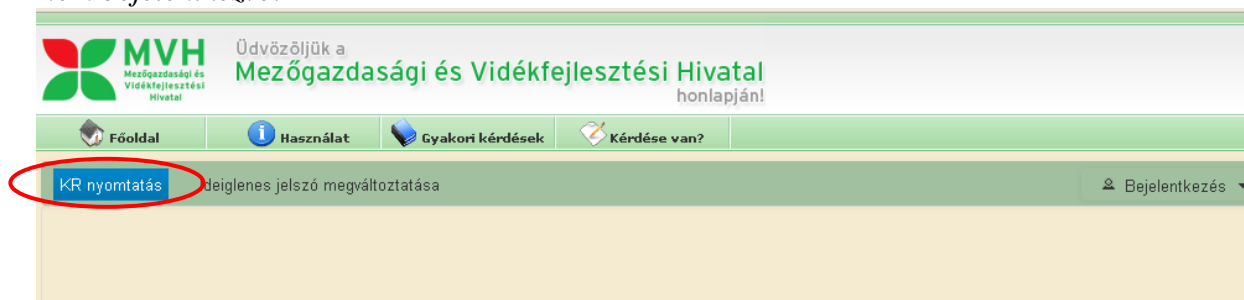 MVH
Mezőgazdasági és
Vidékfejlesztési
Hivatal
Üdvözöljük a
Mezőgazdasági és Vidékfejlesztési Hivatal
honlapján!
Főoldal Használat Gyakori kérdések Kérdése van?
KR nyomtatás deiglenes jelszó megváltoztatása Bejelentkezés